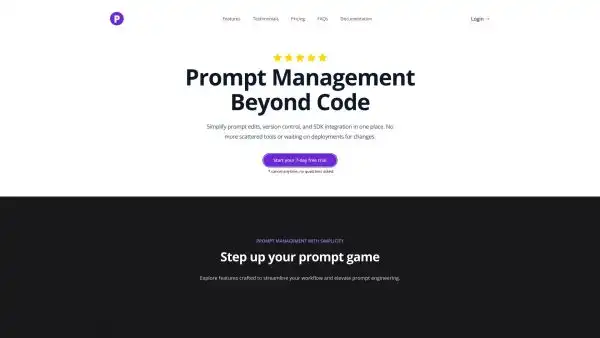 P
Features Testimonials Pricing FAQs Documentation Login →
Prompt Management
Beyond Code
Simplify prompt edits, version control, and SDK integration in one place. No
more scattered tools or waiting on deployments for changes.
Start your 7-day free trial
* cancel anytime, no questions asked.
PROMPT MANAGEMENT WITH SIMPLICITY
Step up your prompt game
Explore features crafted to streamline your workflow and elevate prompt engineering.